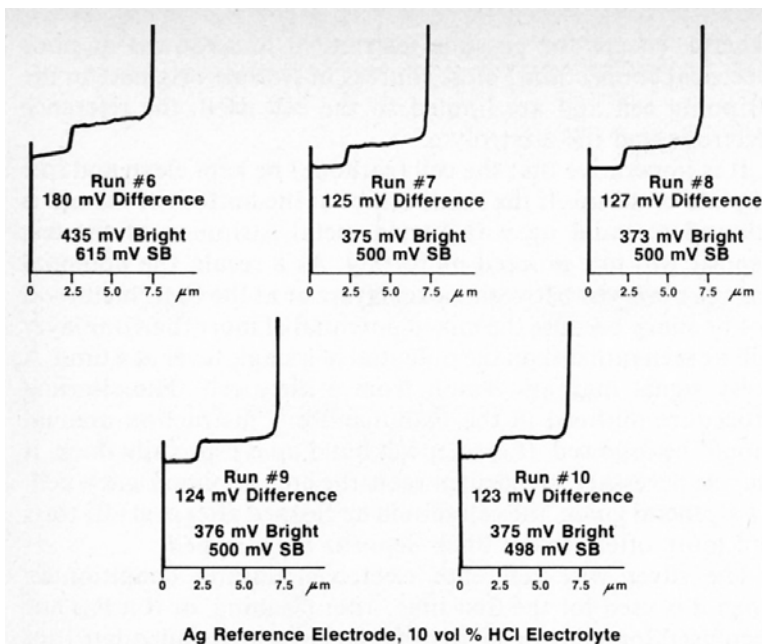 Run #6
180 mV Difference
435 mV Bright
615 mV SB
0 2.5 5.0 7.5 μm
Run #7
125 mV Difference
375 mV Bright
500 mV SB
0 2.5 5.0 7.5 μm
Run #8
127 mV Difference
373 mV Bright
500 mV SB
0 2.5 5.0 7.5 μm
Run #9
124 mV Difference
376 mV Bright
500 mV SB
0 2.5 5.0 7.5 μm
Run #10
123 mV Difference
375 mV Bright
498 mV SB
0 2.5 5.0 7.5 μm
Ag Reference Electrode, 10 vol % HCl Electrolyte